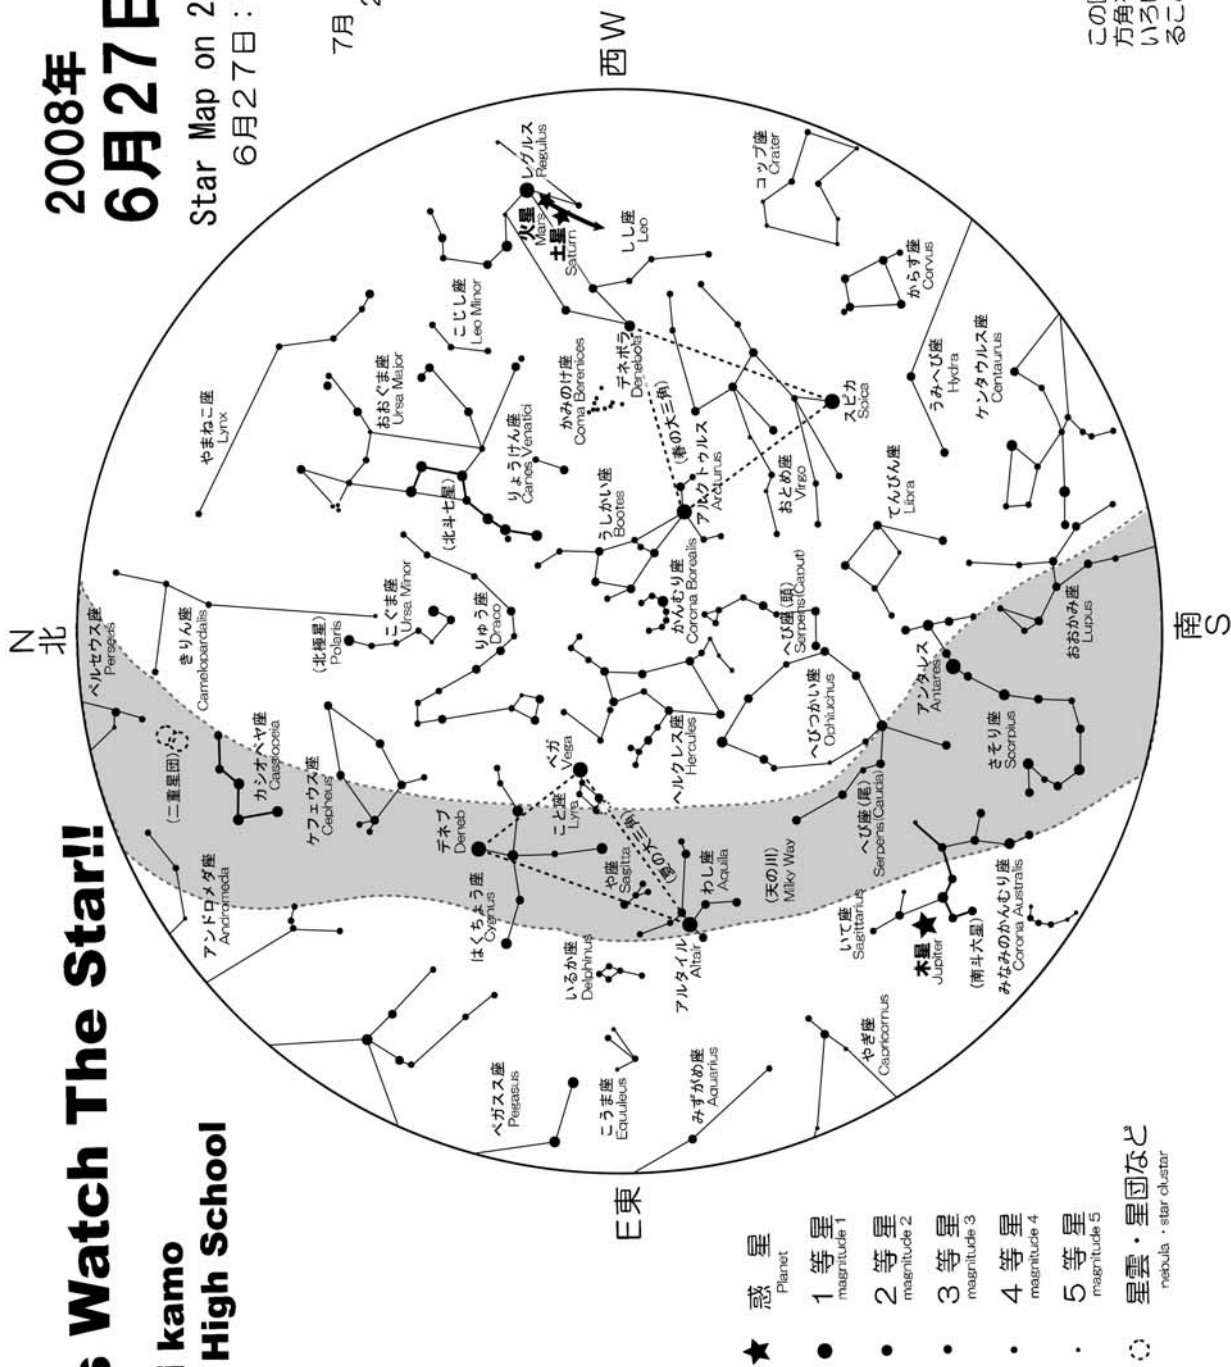 s Watch The Star!!
i kamo
High School
2008年
6月27日
Star Map on 2
6月27日:
7月
2
この
方角
いろ
るこ
N
北
西 W
南
S
E 東
ペルセウス座
Perseus
きりん座
Camelopardalis
(北極星)
Polaris
こぐま座
Ursa Minor
りゅう座
Draco
やまねこ座
Lynx
おおぐま座
Ursa Major
(北斗七星)
りょうけん座
Canes Venatici
こじし座
Leo Minor
かみのけ座
Coma Berenices
レグルス
Regulus
火星
Mars
土星
Saturn
しし座
Leo
デネボラ
Denebola
(春の大三角)
コップ座
Crater
からす座
Corvus
うみへび座
Hydra
ケンタウルス座
Centaurus
スピカ
Soica
おとめ座
Virgo
アルクトゥルス
Arcturus
うしかい座
Bootes
かんむり座
Corona Borealis
てんびん座
Libra
おおかみ座
Lupus
へび座(頭)
Serpens(Caput)
へびつかい座
Ophiuchus
アンタレス
Antares
さそり座
Scorpius
ヘルクレス座
Hercules
ベガ
Vega
こと座
Lyra
デネブ
Deneb
はくちょう座
Cygnus
や座
Sagitta
(夏の大三角)
わし座
Aquila
アルタイル
Altair
いるか座
Delphinus
(天の川)
Milky Way
へび座(尾)
Serpens(Cauda)
いて座
Sagittarius
木星
Jupiter
(南斗六星)
みなみのかんむり座
Corona Australis
やぎ座
Capricornus
みずがめ座
Aquarius
こうま座
Equuleus
ペガスス座
Pegasus
アンドロメダ座
Andromeda
(二重星団)
カシオペヤ座
Cassiopeia
ケフェウス座
Cepheus
惑 星
Planet
1 等 星
magnitude 1
2 等 星
magnitude 2
3 等 星
magnitude 3
4 等 星
magnitude 4
5 等 星
magnitude 5
星雲・星団など
nebula ・star clustar